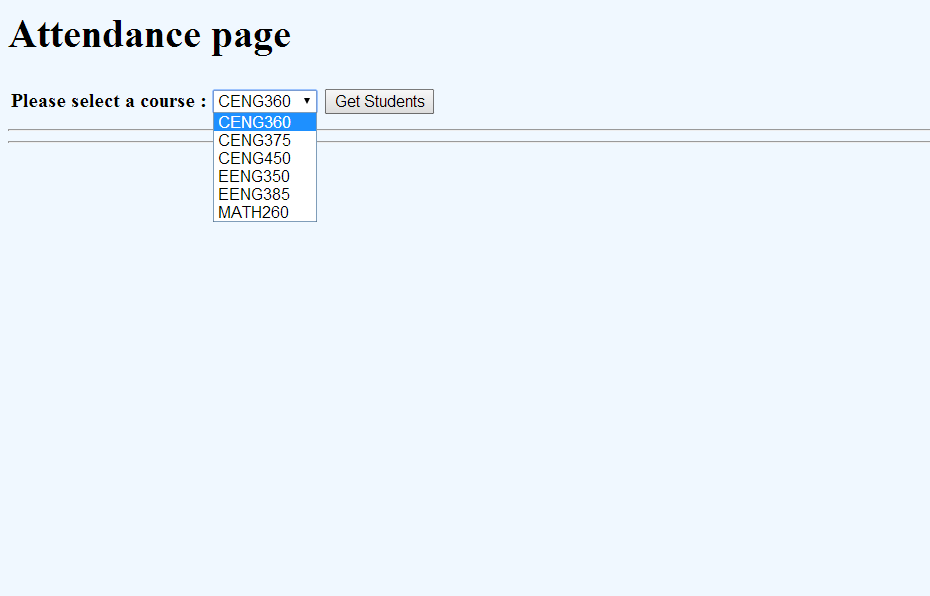 Attendance page
Please select a course : CENG360 Get Students
CENG360
CENG375
CENG450
EENG350
EENG385
MATH260